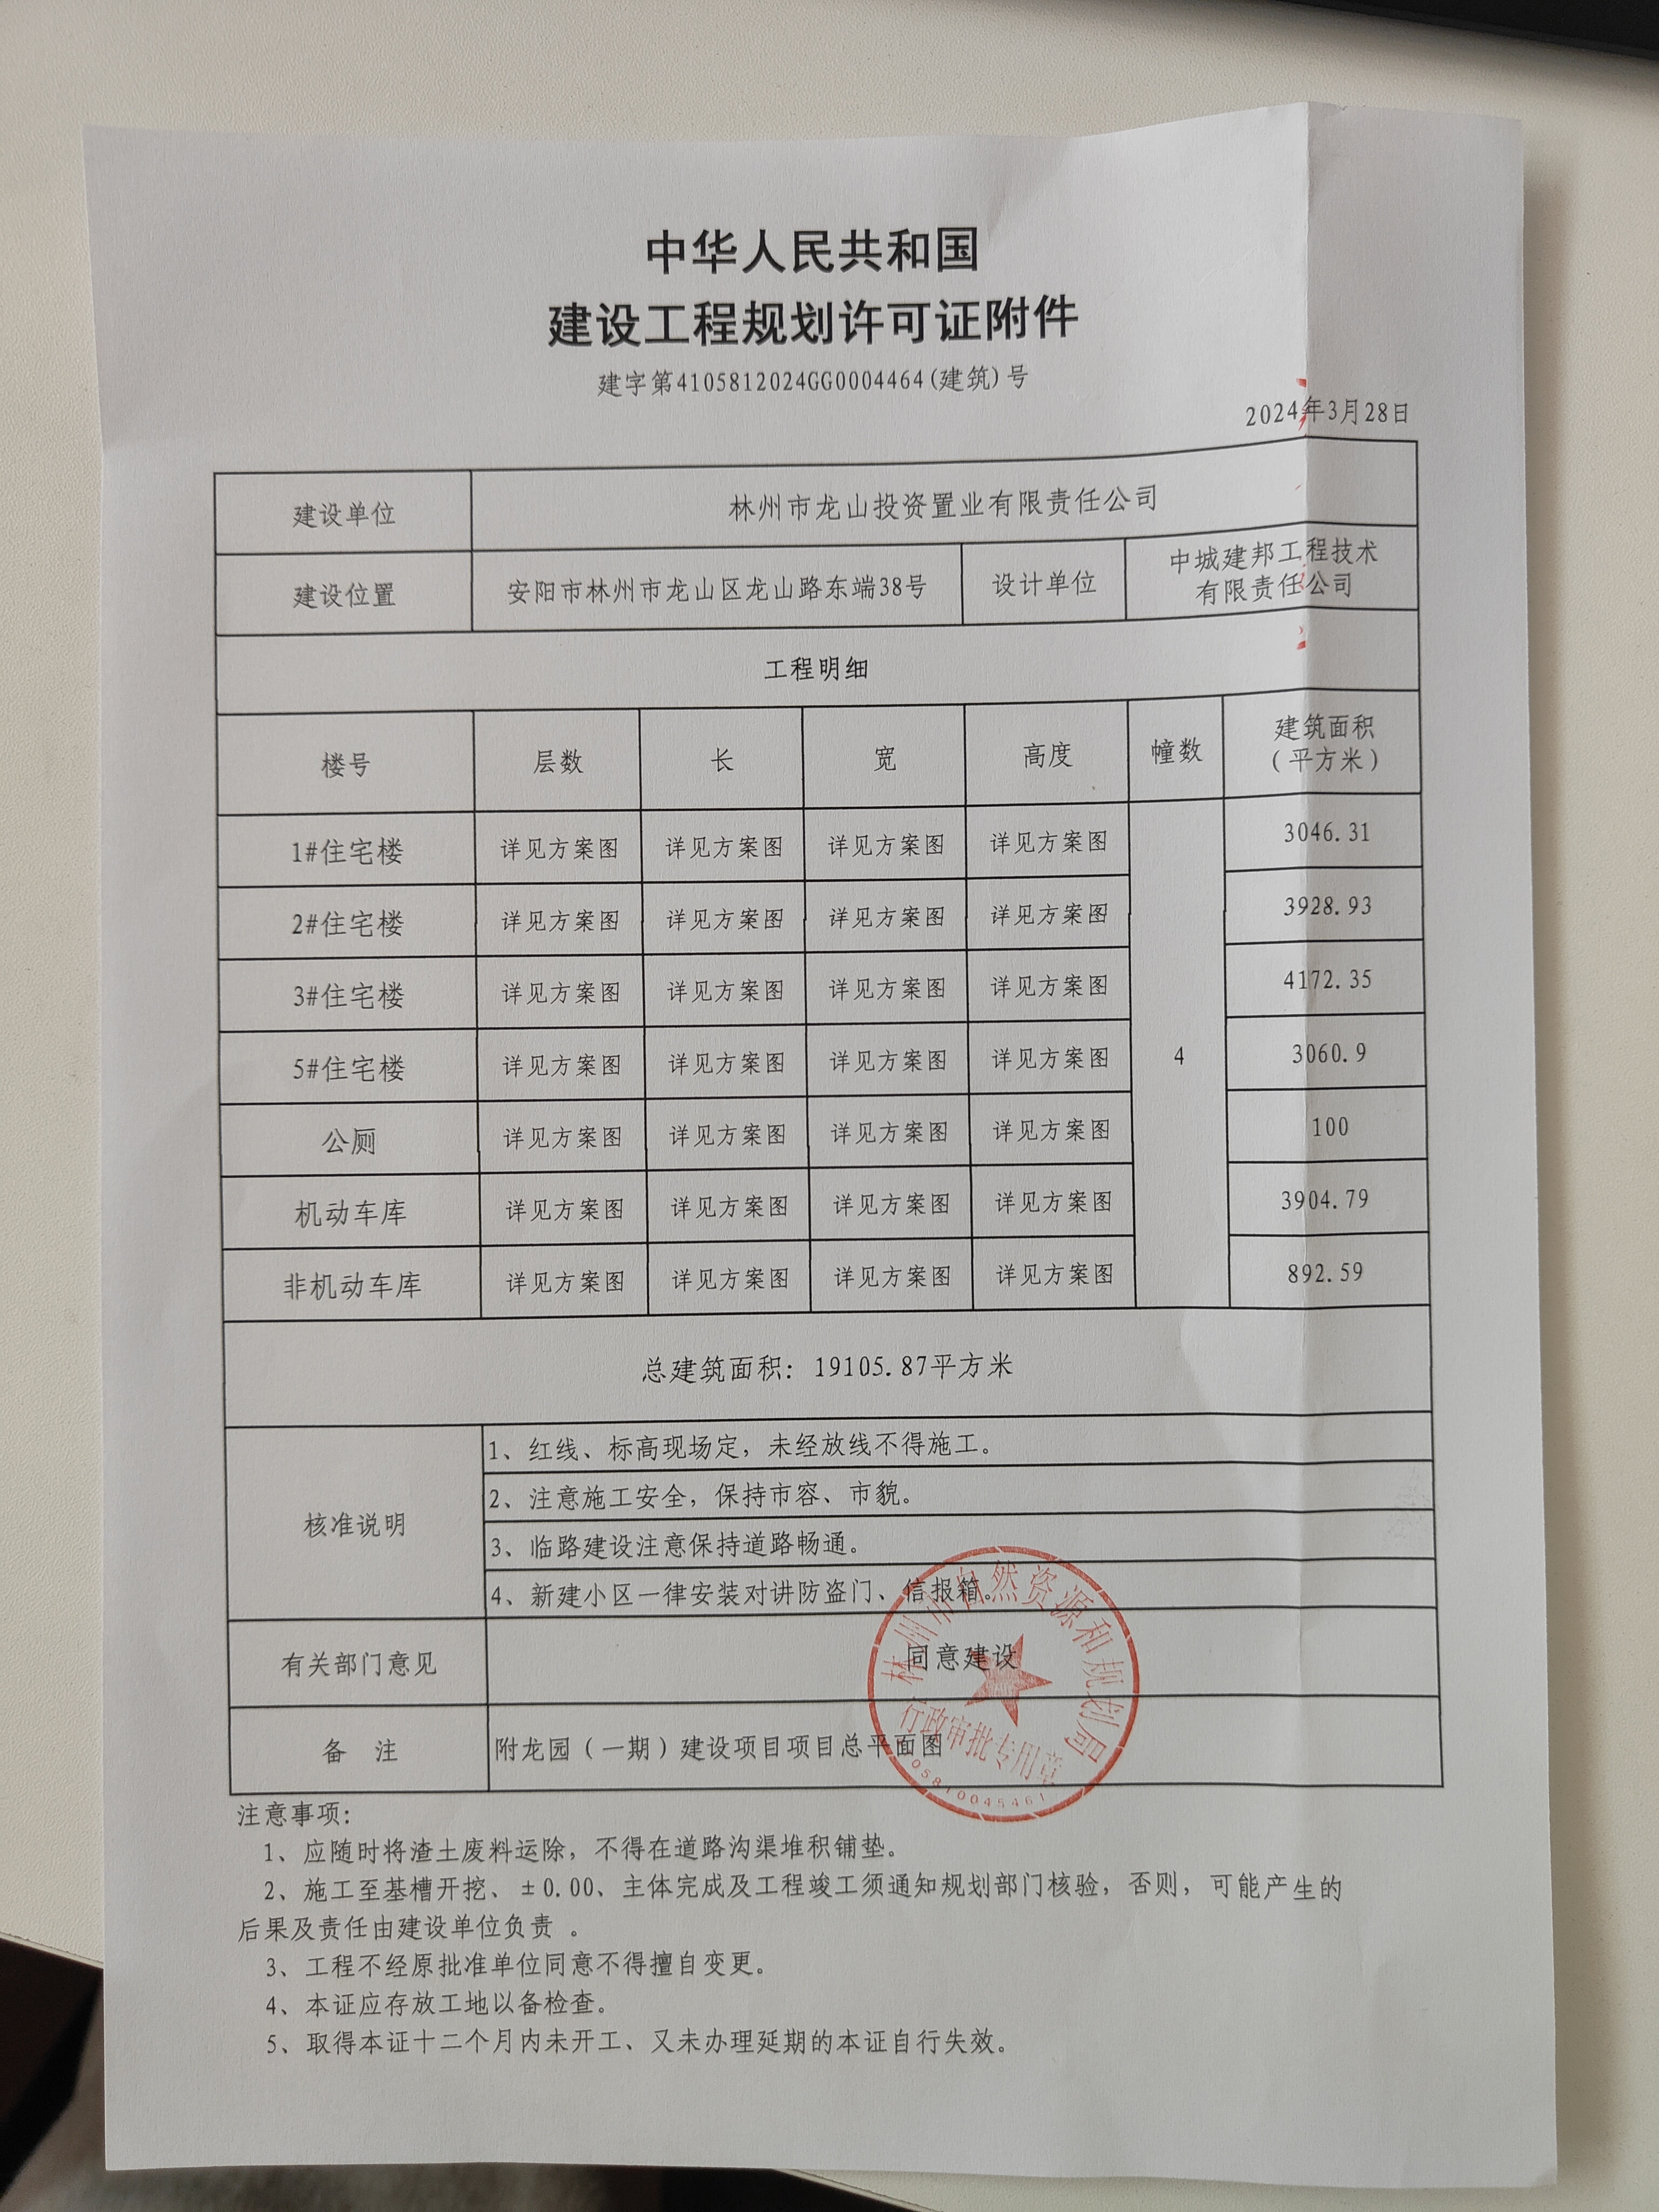 中华人民共和国
建设工程规划许可证附件
建字第4105812024GG0004464(建筑)号
2024年3月28日
建设单位 林州市龙山投资置业有限责任公司
建设位置 安阳市林州市龙山区龙山路东端38号 设计单位 中城建邦工程技术
有限责任公司
工程明细
楼号 层数 长 宽 高度 幢数 建筑面积
（平方米）
1#住宅楼 详见方案图 详见方案图 详见方案图 详见方案图 3046.31
2#住宅楼 详见方案图 详见方案图 详见方案图 详见方案图 3928.93
3#住宅楼 详见方案图 详见方案图 详见方案图 详见方案图 4172.35
5#住宅楼 详见方案图 详见方案图 详见方案图 详见方案图 4 3060.9
公厕 详见方案图 详见方案图 详见方案图 详见方案图 100
机动车库 详见方案图 详见方案图 详见方案图 详见方案图 3904.79
非机动车库 详见方案图 详见方案图 详见方案图 详见方案图 892.59
总建筑面积：19105.87平方米
核准说明
1、红线、标高现场定，未经放线不得施工。
2、注意施工安全，保持市容、市貌。
3、临路建设注意保持道路畅通。
4、新建小区一律安装对讲防盗门、信报箱。
有关部门意见 同意建设
备 注 附龙园（一期）建设项目项目总平面图
林州市自然资源和规划局
行政审批专用章
注意事项：
1、应随时将渣土废料运除，不得在道路沟渠堆积铺垫。
2、施工至基槽开挖、±0.00、主体完成及工程竣工须通知规划部门核验，否则，可能产生的
后果及责任由建设单位负责 。
3、工程不经原批准单位同意不得擅自变更。
4、本证应存放工地以备检查。
5、取得本证十二个月内未开工、又未办理延期的本证自行失效。